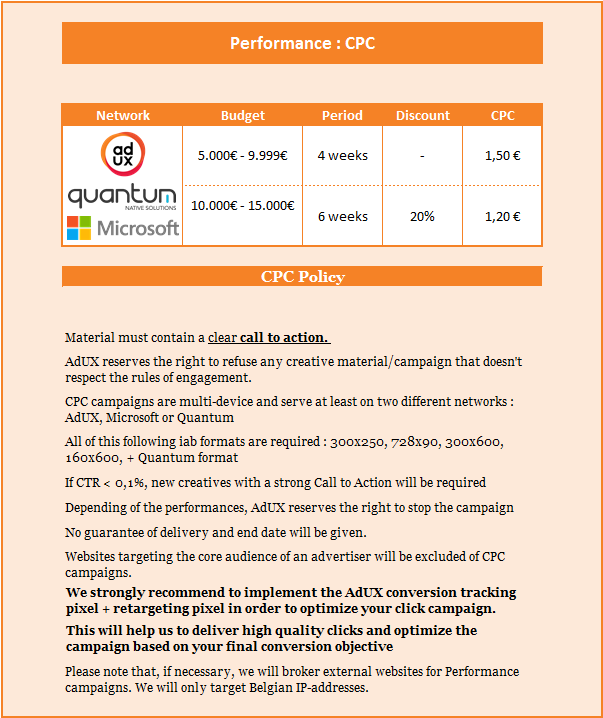 Performance : CPC
Network Budget Period Discount CPC
ad
ux
5.000€ - 9.999€ 4 weeks - 1,50 €
quantum
NATIVE SOLUTIONS
10.000€ - 15.000€
6 weeks 20% 1,20 €
Microsoft
CPC Policy
Material must contain a clear call to action.
AdUX reserves the right to refuse any creative material/campaign that doesn't
respect the rules of engagement.
CPC campaigns are multi-device and serve at least on two different networks :
AdUX, Microsoft or Quantum
All of this following iab formats are required : 300x250, 728x90, 300x600,
160x600, + Quantum format
If CTR < 0,1%, new creatives with a strong Call to Action will be required
Depending of the performances, AdUX reserves the right to stop the campaign
No guarantee of delivery and end date will be given.
Websites targeting the core audience of an advertiser will be excluded of CPC
campaigns.
We strongly recommend to implement the AdUX conversion tracking
pixel + retargeting pixel in order to optimize your click campaign.
This will help us to deliver high quality clicks and optimize the
campaign based on your final conversion objective
Please note that, if necessary, we will broker external websites for Performance
campaigns. We will only target Belgian IP-addresses.